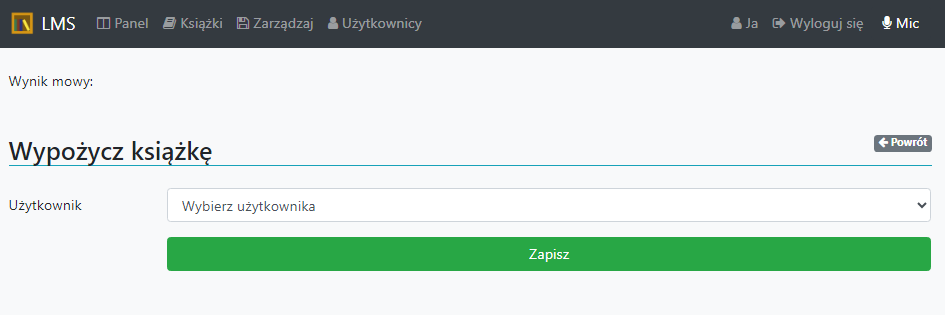 LMS Panel Książki Zarządzaj Użytkownicy Ja Wyloguj się Mic
Wynik mowy:
Wypożycz książkę Powrót
Użytkownik Wybierz użytkownika
Zapisz